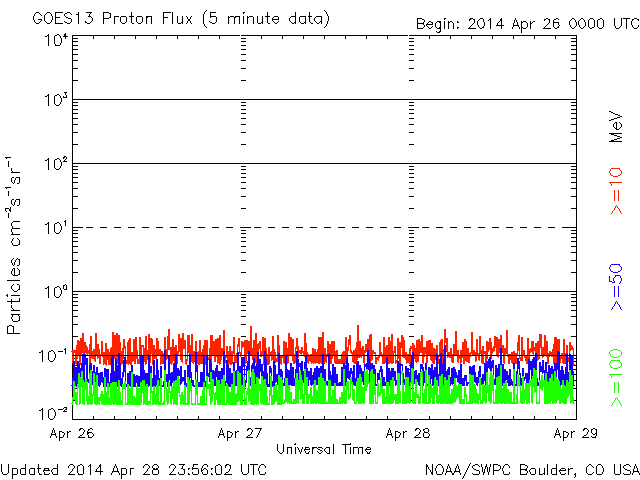 GOES13 Proton Flux (5 minute data)
Begin: 2014 Apr 26 0000 UTC
Particles cm⁻²s⁻¹sr⁻¹
10⁴
10³
10²
10¹
10⁰
10⁻¹
10⁻²
MeV
>=10
>=50
>=100
Apr 26
Apr 27
Apr 28
Apr 29
Universal Time
Updated 2014 Apr 28 23:56:02 UTC
NOAA/SWPC Boulder, CO USA